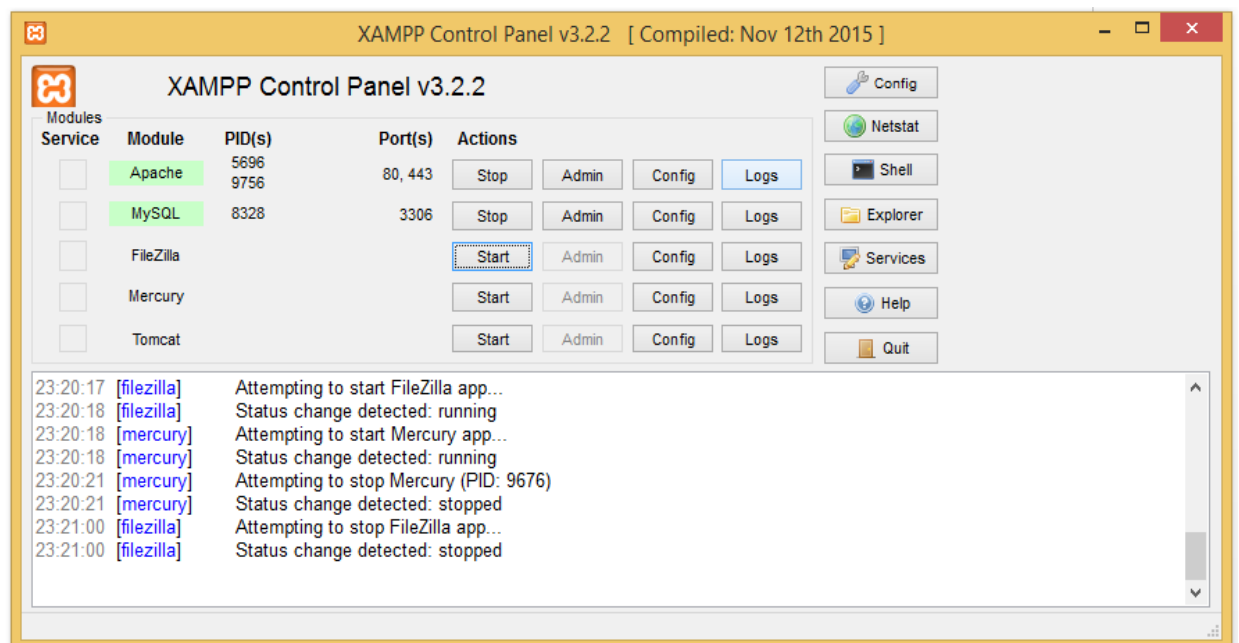 XAMPP Control Panel v3.2.2 [ Compiled: Nov 12th 2015 ]
XAMPP Control Panel v3.2.2
Config
Modules
Netstat
Service Module PID(s) Port(s) Actions
Apache 5696 9756 80, 443 Stop Admin Config Logs
Shell
MySQL 8328 3306 Stop Admin Config Logs
Explorer
FileZilla Start Admin Config Logs
Services
Mercury Start Admin Config Logs
Help
Tomcat Start Admin Config Logs
Quit
23:20:17 [filezilla] Attempting to start FileZilla app...
23:20:18 [filezilla] Status change detected: running
23:20:18 [mercury] Attempting to start Mercury app...
23:20:18 [mercury] Status change detected: running
23:20:21 [mercury] Attempting to stop Mercury (PID: 9676)
23:20:21 [mercury] Status change detected: stopped
23:21:00 [filezilla] Attempting to stop FileZilla app...
23:21:00 [filezilla] Status change detected: stopped